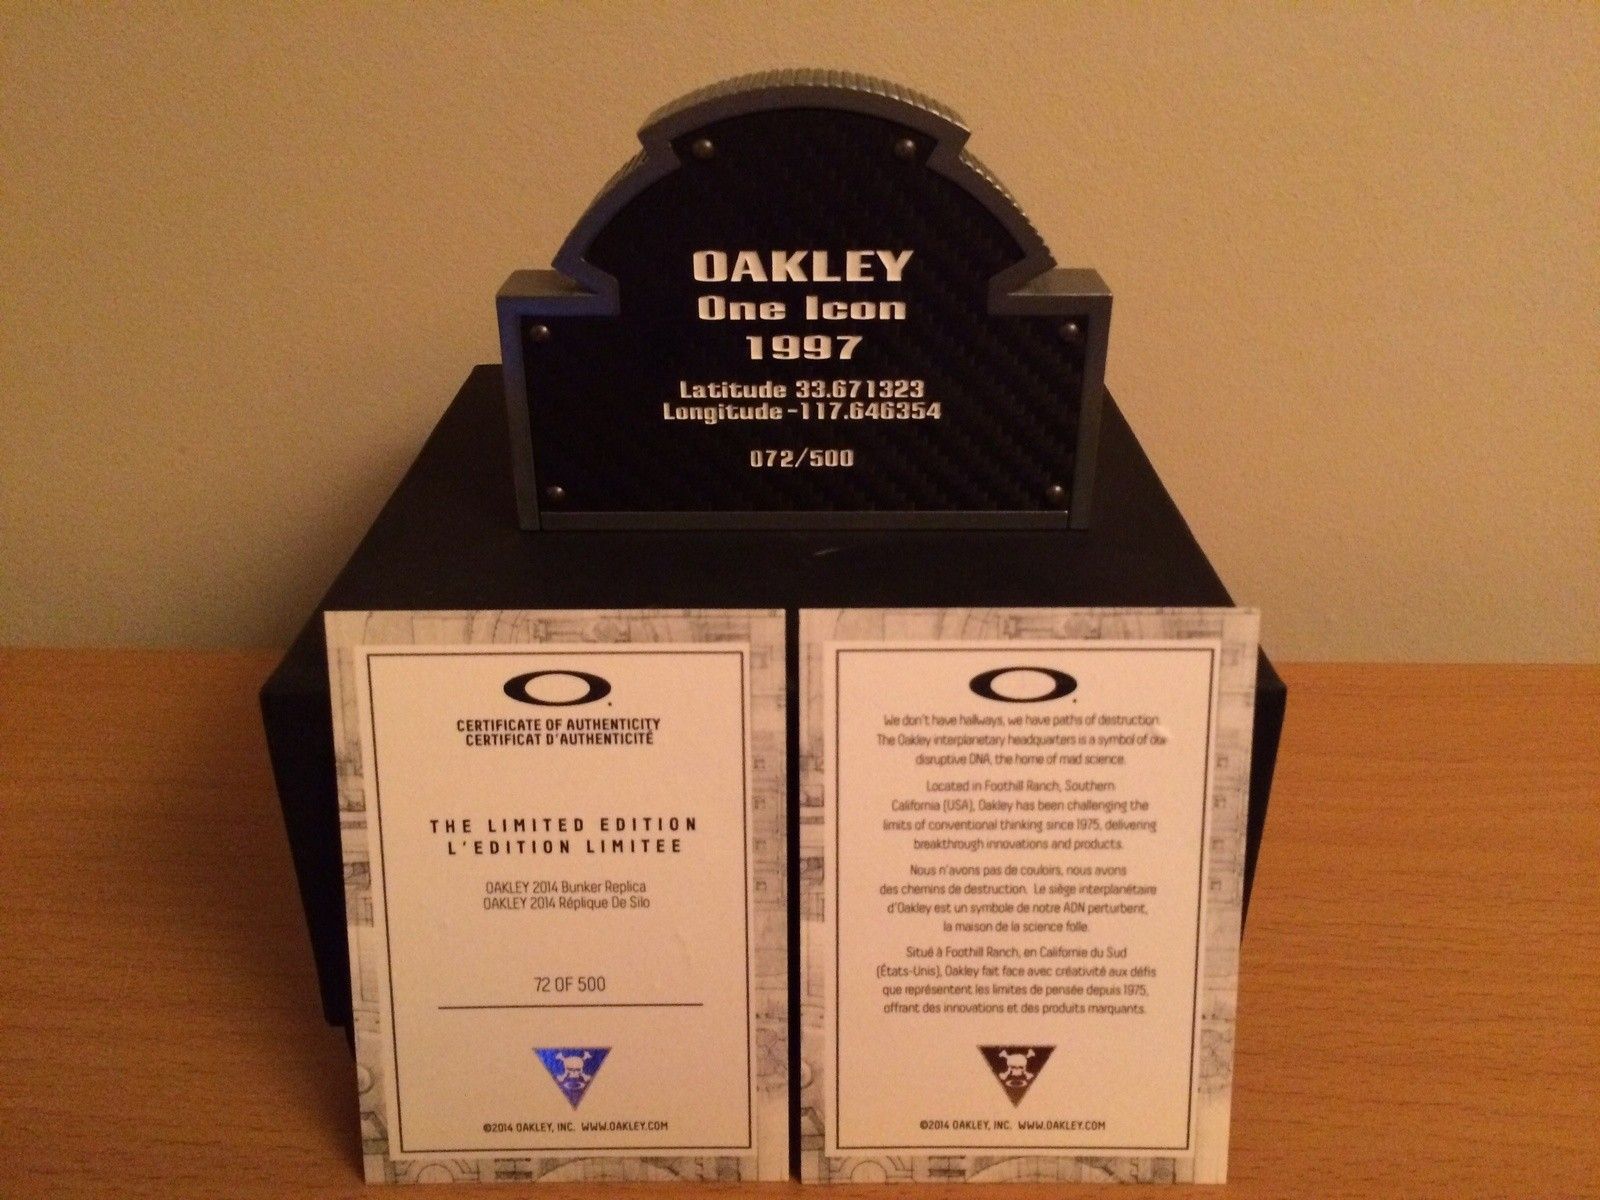 OAKLEY
One Icon
1997
Latitude 33.671323
Longitude -117.646354
072/500
CERTIFICATE OF AUTHENTICITY
CERTIFICAT D'AUTHENTICITÉ
THE LIMITED EDITION
L'EDITION LIMITEE
OAKLEY 2014 Bunker Replica
OAKLEY 2014 Réplique De Silo
72 OF 500
©2014 OAKLEY, INC. WWW.OAKLEY.COM
We don't have hallways, we have paths of destruction.
The Oakley interplanetary headquarters is a symbol of our
disruptive DNA, the home of mad science.
Located in Foothill Ranch, Southern
California (USA), Oakley has been challenging the
limits of conventional thinking since 1975, delivering
breakthrough innovations and products.
Nous n'avons pas de couloirs, nous avons
des chemins de destruction. Le siège interplanétaire
d'Oakley est un symbole de notre ADN perturbent,
la maison de la science folle.
Situé à Foothill Ranch, en Californie du Sud
(États-Unis), Oakley fait face avec créativité aux défis
que représentent les limites de pensée depuis 1975,
offrant des innovations et des produits marquants.
©2014 OAKLEY, INC. WWW.OAKLEY.COM